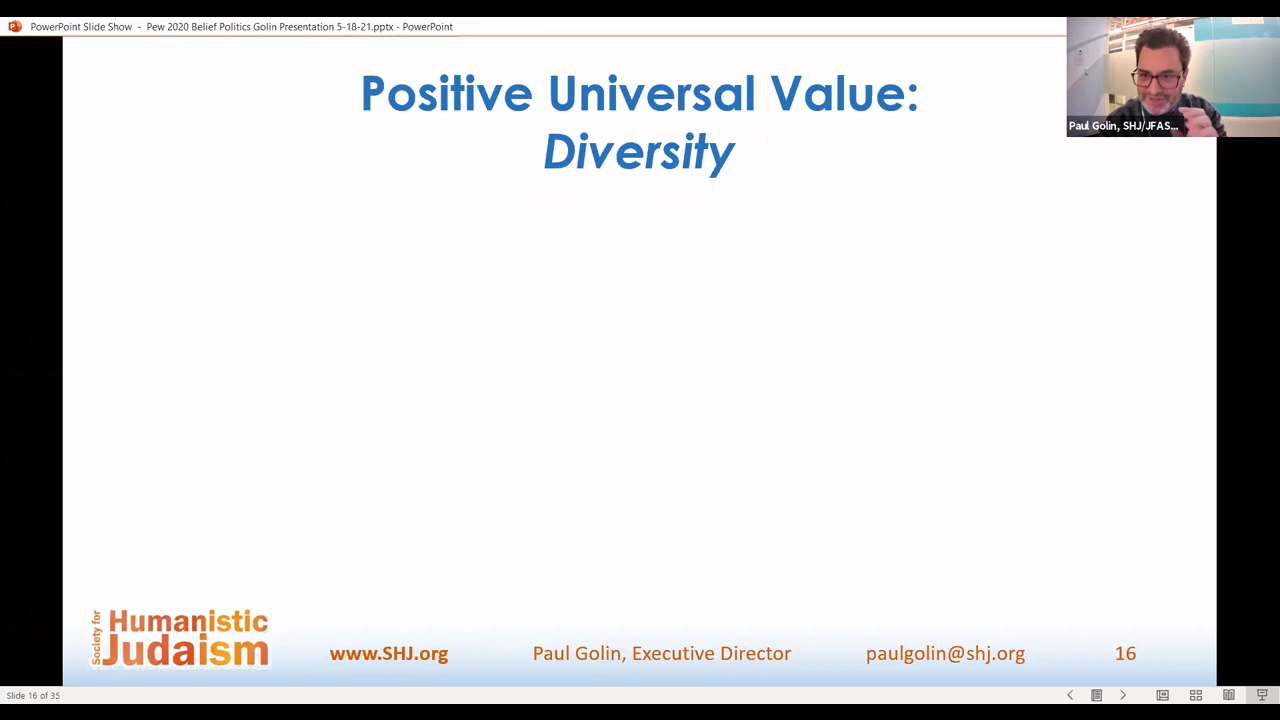 PowerPoint Slide Show - Pew 2020 Belief Politics Golin Presentation 5-18-21.pptx - PowerPoint
Positive Universal Value:
Diversity
Paul Golin, SHJ/JFAS...
Society for
Humanistic
Judaism
www.SHJ.org
Paul Golin, Executive Director
paulgolin@shj.org
16
Slide 16 of 35